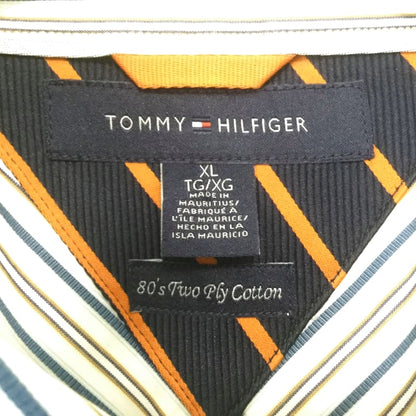 TOMMY HILFIGER
XL
TG/XG
MADE IN
MAURITIUS/
FABRIQUÉ À
L'ÎLE MAURICE/
HECHO EN LA
ISLA MAURICIO
80's Two Ply Cotton